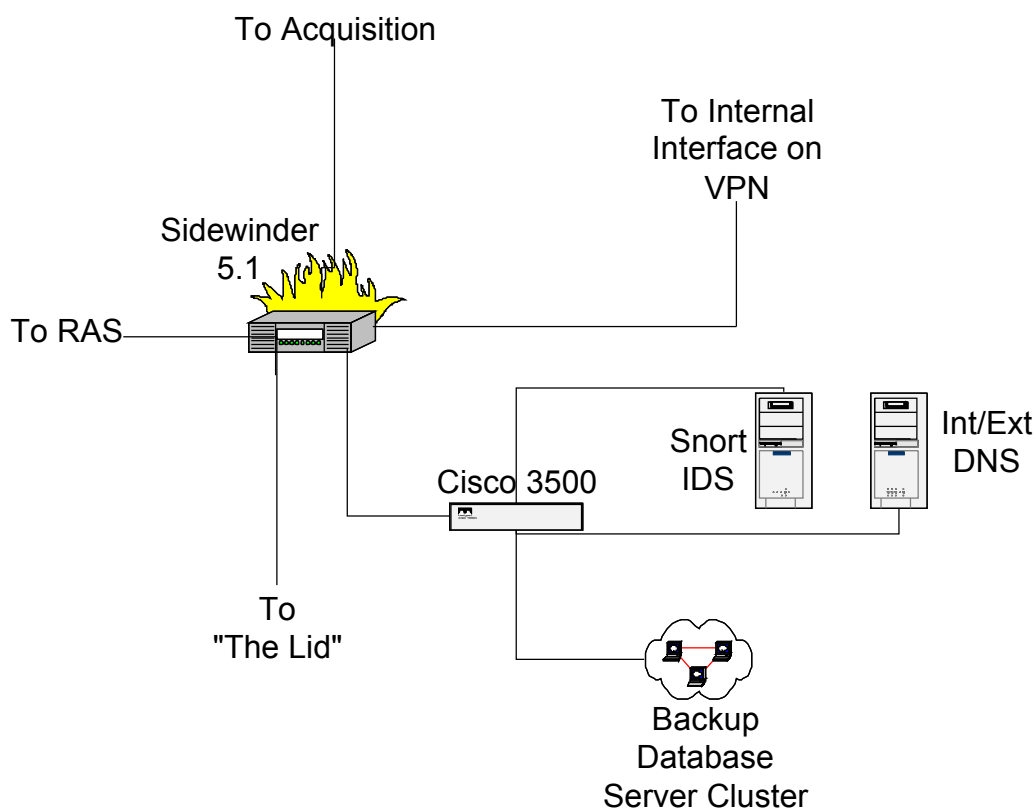 To Acquisition
To Internal
Interface on
VPN
Sidewinder
5.1
To RAS
Snort
IDS
Int/Ext
DNS
Cisco 3500
To
"The Lid"
Backup
Database
Server Cluster